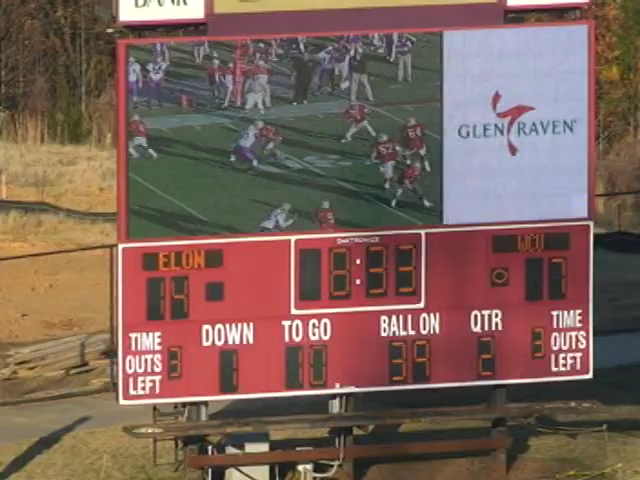 BANK
GLEN RAVEN
DAKTRONICS
ELON 8:33 WCU
14 7
TIME OUTS LEFT 3 DOWN 1 TO GO 10 BALL ON 39 QTR 2 3 TIME OUTS LEFT